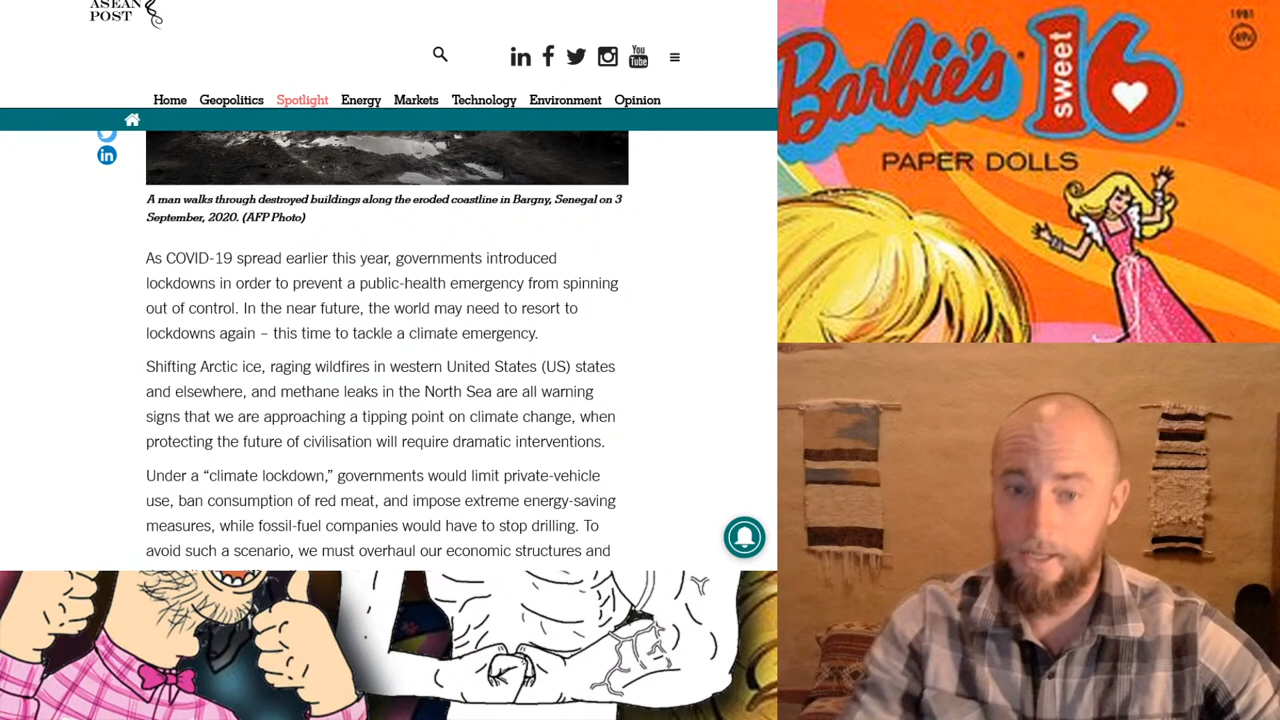 ASEAN
POST
You
Tube
Home Geopolitics Spotlight Energy Markets Technology Environment Opinion
in
A man walks through destroyed buildings along the eroded coastline in Bargny, Senegal on 3
September, 2020. (AFP Photo)
As COVID-19 spread earlier this year, governments introduced
lockdowns in order to prevent a public-health emergency from spinning
out of control. In the near future, the world may need to resort to
lockdowns again – this time to tackle a climate emergency.
Shifting Arctic ice, raging wildfires in western United States (US) states
and elsewhere, and methane leaks in the North Sea are all warning
signs that we are approaching a tipping point on climate change, when
protecting the future of civilisation will require dramatic interventions.
Under a “climate lockdown,” governments would limit private-vehicle
use, ban consumption of red meat, and impose extreme energy-saving
measures, while fossil-fuel companies would have to stop drilling. To
avoid such a scenario, we must overhaul our economic structures and
Barbie's sweet 16
PAPER DOLLS
1981